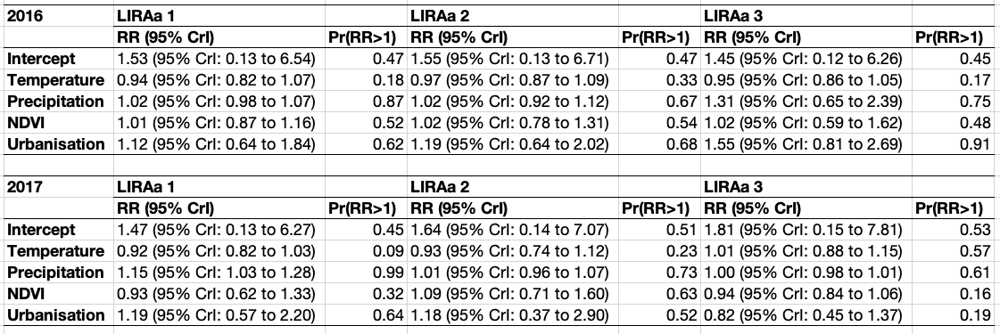 2016 LIRAa 1 LIRAa 2 LIRAa 3
RR (95% CrI) Pr(RR>1) RR (95% CrI) Pr(RR>1) RR (95% CrI) Pr(RR>1)
Intercept 1.53 (95% CrI: 0.13 to 6.54) 0.47 1.55 (95% CrI: 0.13 to 6.71) 0.47 1.45 (95% CrI: 0.12 to 6.26) 0.45
Temperature 0.94 (95% CrI: 0.82 to 1.07) 0.18 0.97 (95% CrI: 0.87 to 1.09) 0.33 0.95 (95% CrI: 0.86 to 1.05) 0.17
Precipitation 1.02 (95% CrI: 0.98 to 1.07) 0.87 1.02 (95% CrI: 0.92 to 1.12) 0.67 1.31 (95% CrI: 0.65 to 2.39) 0.75
NDVI 1.01 (95% CrI: 0.87 to 1.16) 0.52 1.02 (95% CrI: 0.78 to 1.31) 0.54 1.02 (95% CrI: 0.59 to 1.62) 0.48
Urbanisation 1.12 (95% CrI: 0.64 to 1.84) 0.62 1.19 (95% CrI: 0.64 to 2.02) 0.68 1.55 (95% CrI: 0.81 to 2.69) 0.91
2017 LIRAa 1 LIRAa 2 LIRAa 3
RR (95% CrI) Pr(RR>1) RR (95% CrI) Pr(RR>1) RR (95% CrI) Pr(RR>1)
Intercept 1.47 (95% CrI: 0.13 to 6.27) 0.45 1.64 (95% CrI: 0.14 to 7.07) 0.51 1.81 (95% CrI: 0.15 to 7.81) 0.53
Temperature 0.92 (95% CrI: 0.82 to 1.03) 0.09 0.93 (95% CrI: 0.74 to 1.12) 0.23 1.01 (95% CrI: 0.88 to 1.15) 0.57
Precipitation 1.15 (95% CrI: 1.03 to 1.28) 0.99 1.01 (95% CrI: 0.96 to 1.07) 0.73 1.00 (95% CrI: 0.98 to 1.01) 0.61
NDVI 0.93 (95% CrI: 0.62 to 1.33) 0.32 1.09 (95% CrI: 0.71 to 1.60) 0.63 0.94 (95% CrI: 0.84 to 1.06) 0.16
Urbanisation 1.19 (95% CrI: 0.57 to 2.20) 0.64 1.18 (95% CrI: 0.37 to 2.90) 0.52 0.82 (95% CrI: 0.45 to 1.37) 0.19